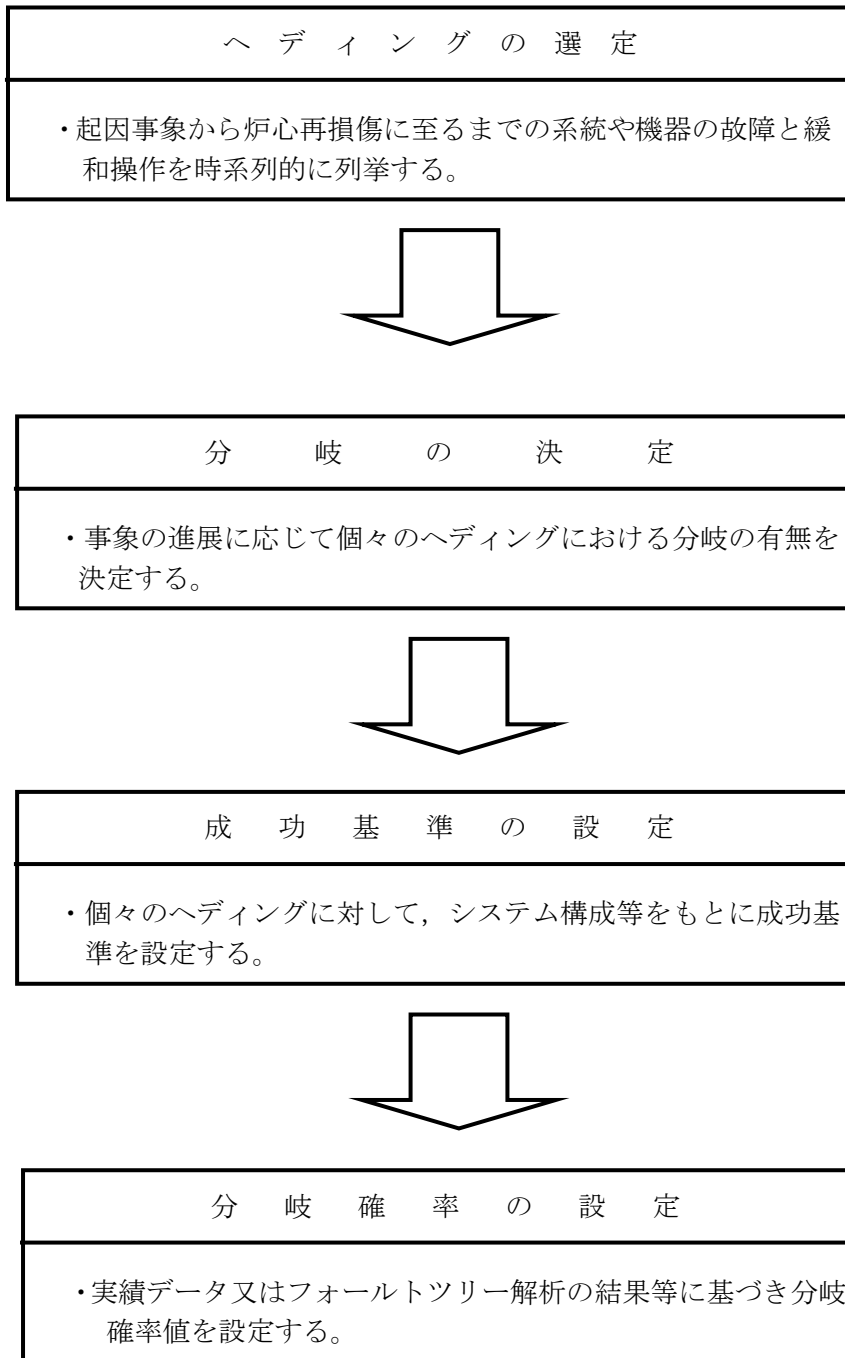 ヘディングの選定
・起因事象から炉心再損傷に至るまでの系統や機器の故障と緩
和操作を時系列的に列挙する。
分岐の決定
・事象の進展に応じて個々のヘディングにおける分岐の有無を
決定する。
成功基準の設定
・個々のヘディングに対して，システム構成等をもとに成功基
準を設定する。
分岐確率の設定
・実績データ又はフォールトツリー解析の結果等に基づき分岐
確率値を設定する。